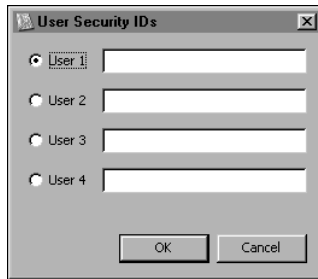 User Security IDs
User 1
User 2
User 3
User 4
OK Cancel